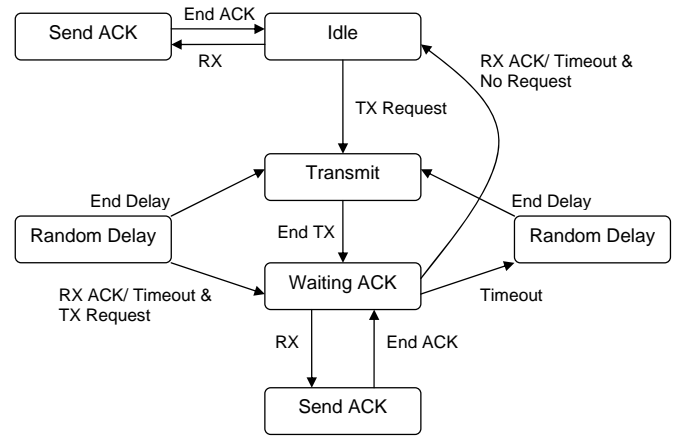 Send ACK
End ACK
Idle
RX
RX ACK/ Timeout &
No Request
TX Request
Transmit
End Delay
End Delay
Random Delay
End TX
Random Delay
Waiting ACK
RX ACK/ Timeout &
TX Request
Timeout
RX
End ACK
Send ACK